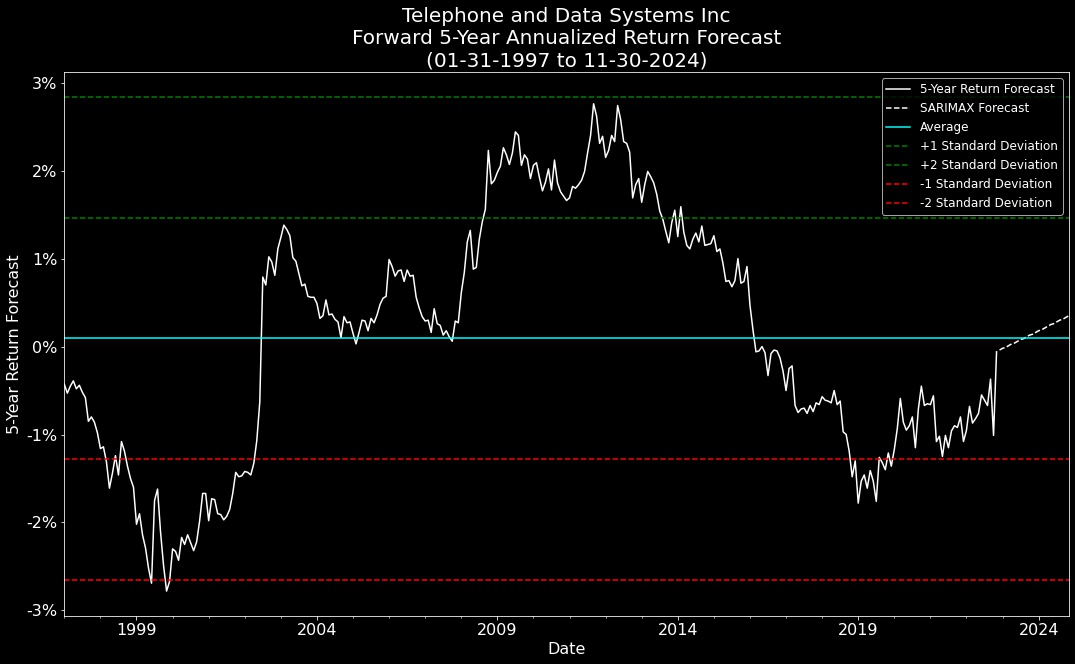 Telephone and Data Systems Inc
Forward 5-Year Annualized Return Forecast
(01-31-1997 to 11-30-2024)
5-Year Return Forecast
SARIMAX Forecast
Average
+1 Standard Deviation
+2 Standard Deviation
-1 Standard Deviation
-2 Standard Deviation
5-Year Return Forecast
3%
2%
1%
0%
-1%
-2%
-3%
1999
2004
2009
2014
2019
2024
Date